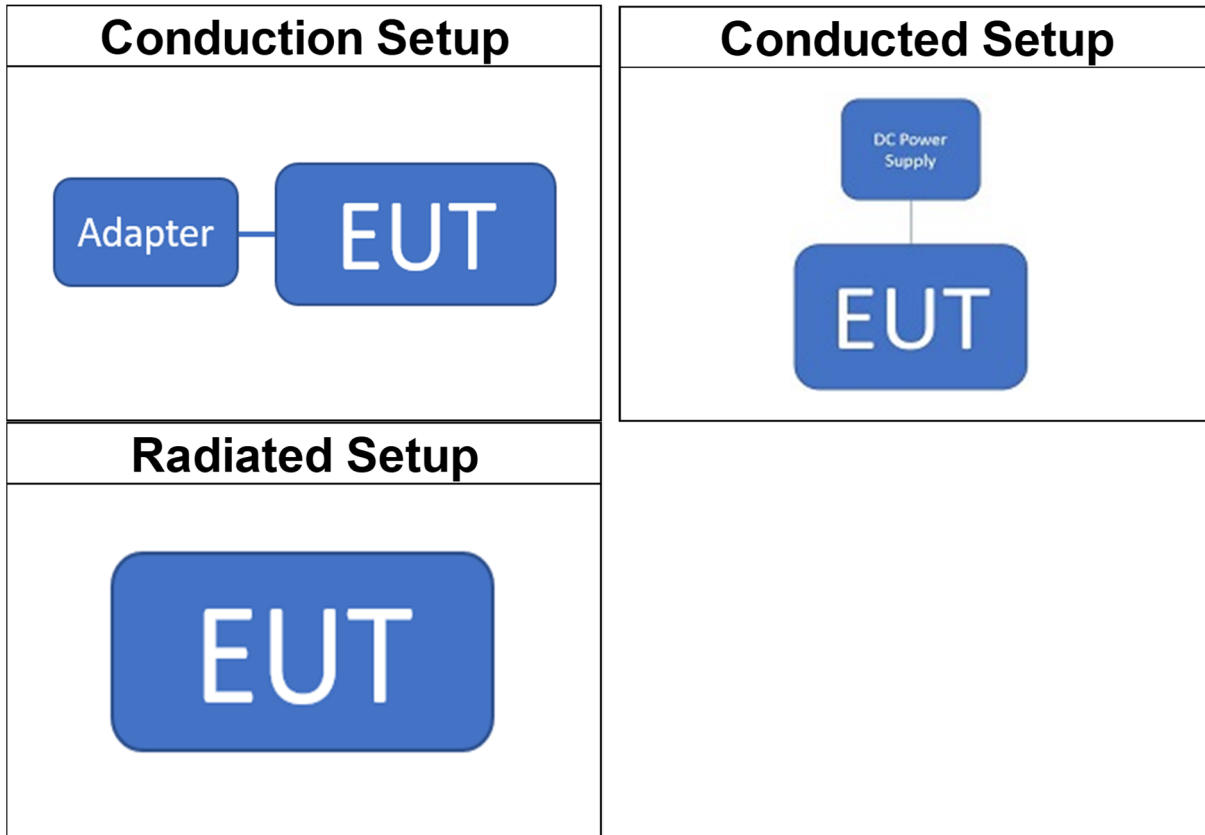 Conduction Setup
Adapter
EUT
Conducted Setup
DC Power
Supply
EUT
Radiated Setup
EUT